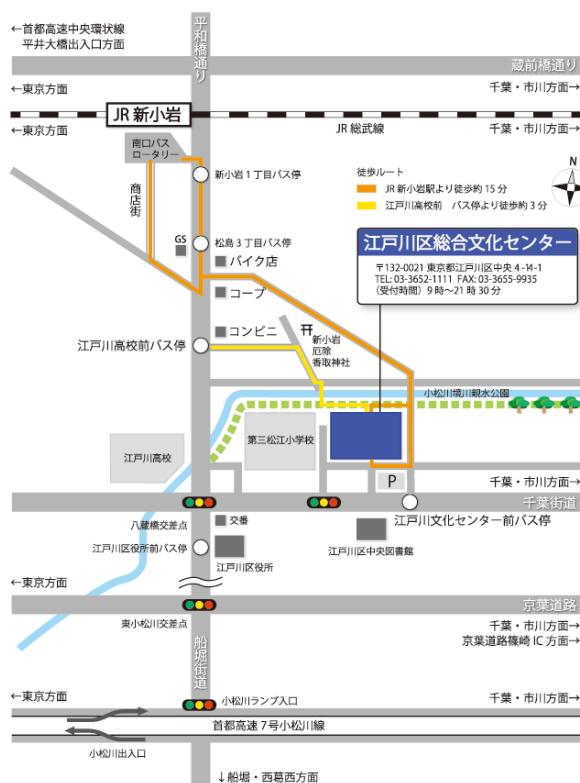 ←首都高速中央環状線
平井大橋出入口方面
平和橋通り
蔵前橋通り
←東京方面
千葉・市川方面→
JR 新小岩
←東京方面
JR 総武線
千葉・市川方面→
南口バス
ロータリー
商店街
新小岩1丁目バス停
徒歩ルート
JR 新小岩駅より徒歩約 15 分
江戸川高校前 バス停より徒歩約 3 分
N
GS
松島3丁目バス停
バイク店
コープ
江戸川区総合文化センター
〒132-0021 東京都江戸川区中央 4-14-1
TEL: 03-3652-1111 FAX: 03-3655-9935
(受付時間) 9 時～21 時 30 分
コンビニ
江戸川高校前バス停
新小岩
厄除
香取神社
小松川境川親水公園
江戸川高校
第三松江小学校
P
千葉・市川方面→
千葉街道
八蔵橋交差点
交番
江戸川文化センター前バス停
江戸川区役所前バス停
江戸川区役所
江戸川区中央図書館
←東京方面
京葉道路
東小松川交差点
千葉・市川方面→
京葉道路篠崎 IC 方面→
船堀街道
←東京方面
小松川ランプ入口
千葉・市川方面→
首都高速7号小松川線
小松川出入口
↓船堀・西葛西方面